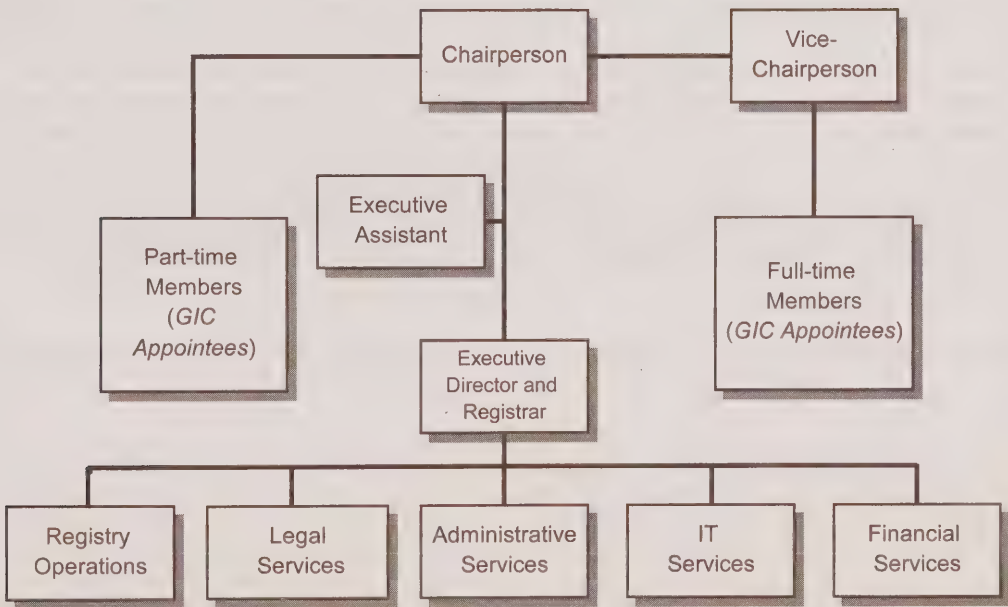 Chairperson
Vice-
Chairperson
Executive
Assistant
Part-time
Members
(GIC
Appointees)
Full-time
Members
(GIC Appointees)
Executive
Director and
Registrar
Registry
Operations
Legal
Services
Administrative
Services
IT
Services
Financial
Services